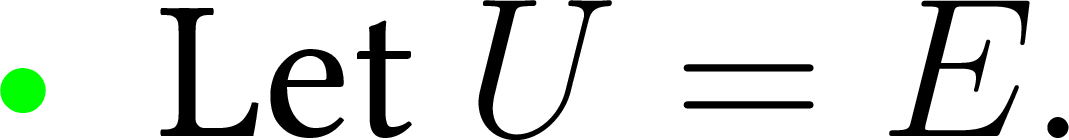 • Let U = E.